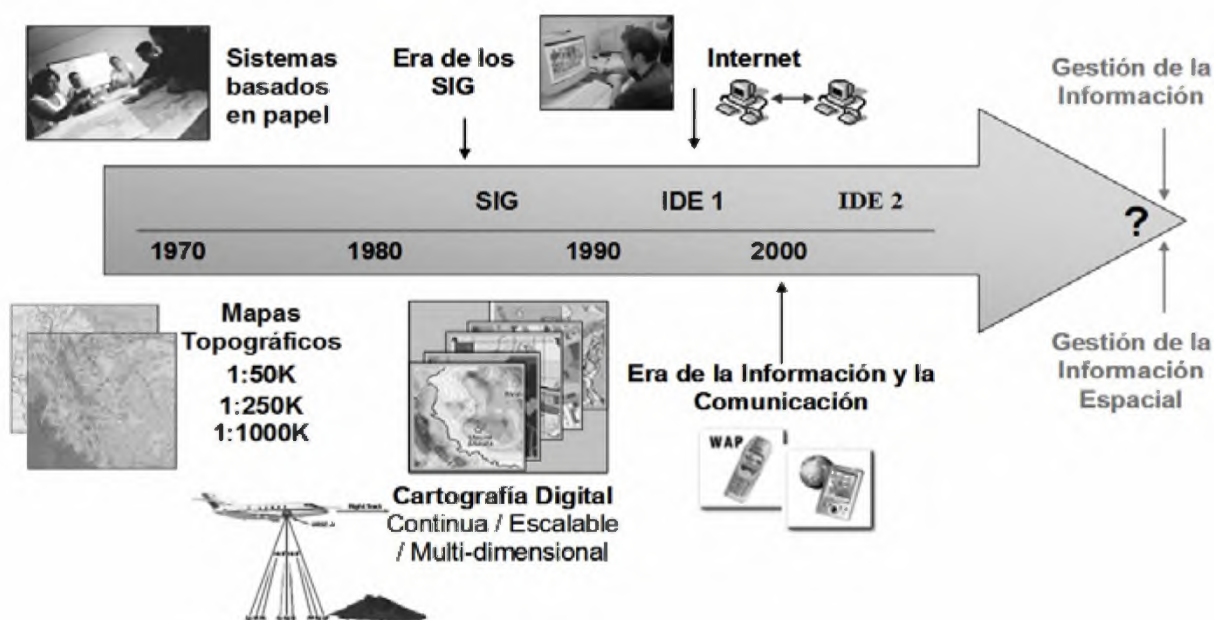 Sistemas
basados
en papel
Era de los
SIG
Internet
Gestión de la
Información
SIG
IDE 1
IDE 2
?
1970
1980
1990
2000
Mapas
Topográficos
1:50K
1:250K
1:1000K
Cartografía Digital
Continua / Escalable
/ Multi-dimensional
Flight Track
Era de la Información y la
Comunicación
WAP
Gestión de la
Información
Espacial